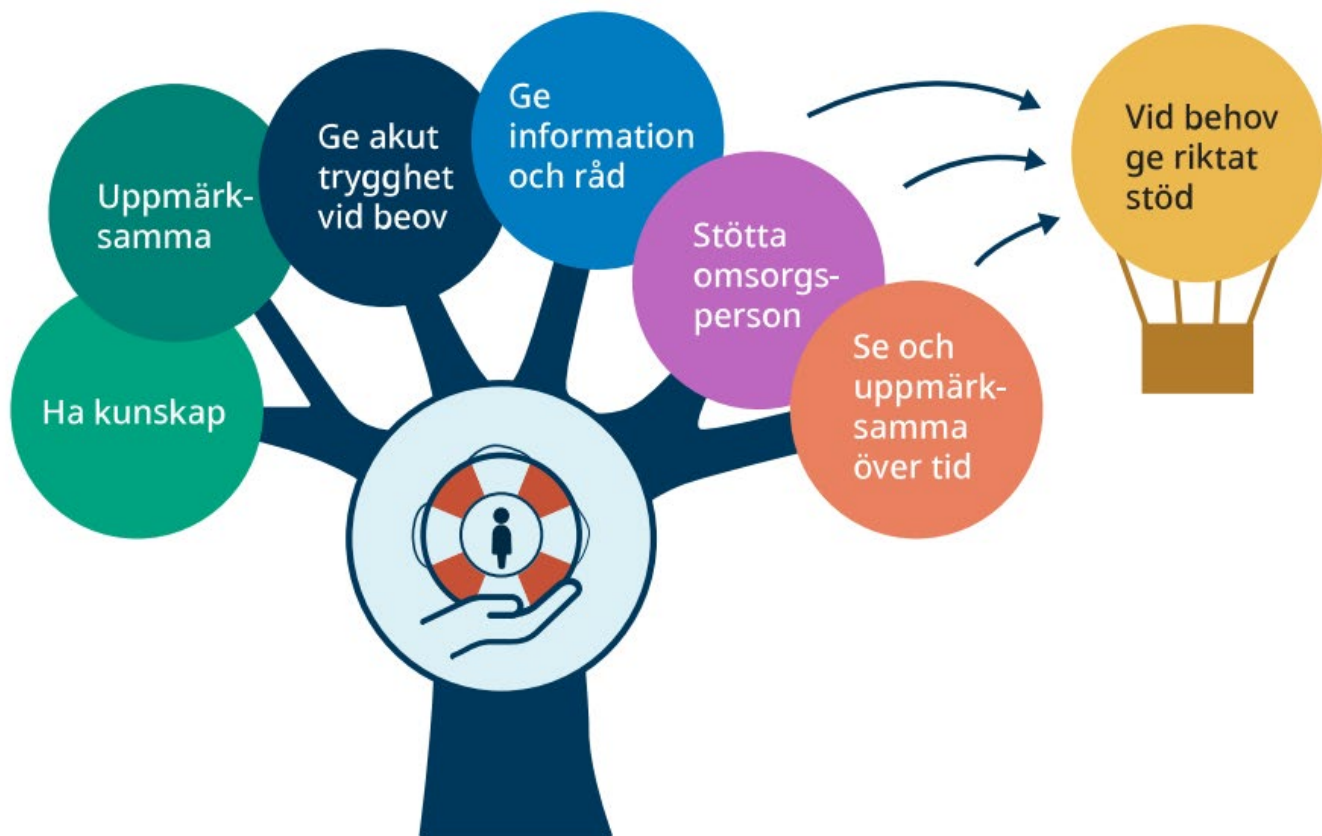 Ha kunskap
Uppmärk-
samma
Ge akut
trygghet
vid beov
Ge
information
och råd
Stötta
omsorgs-
person
Se och
uppmärk-
samma
över tid
Vid behov
ge riktat
stöd